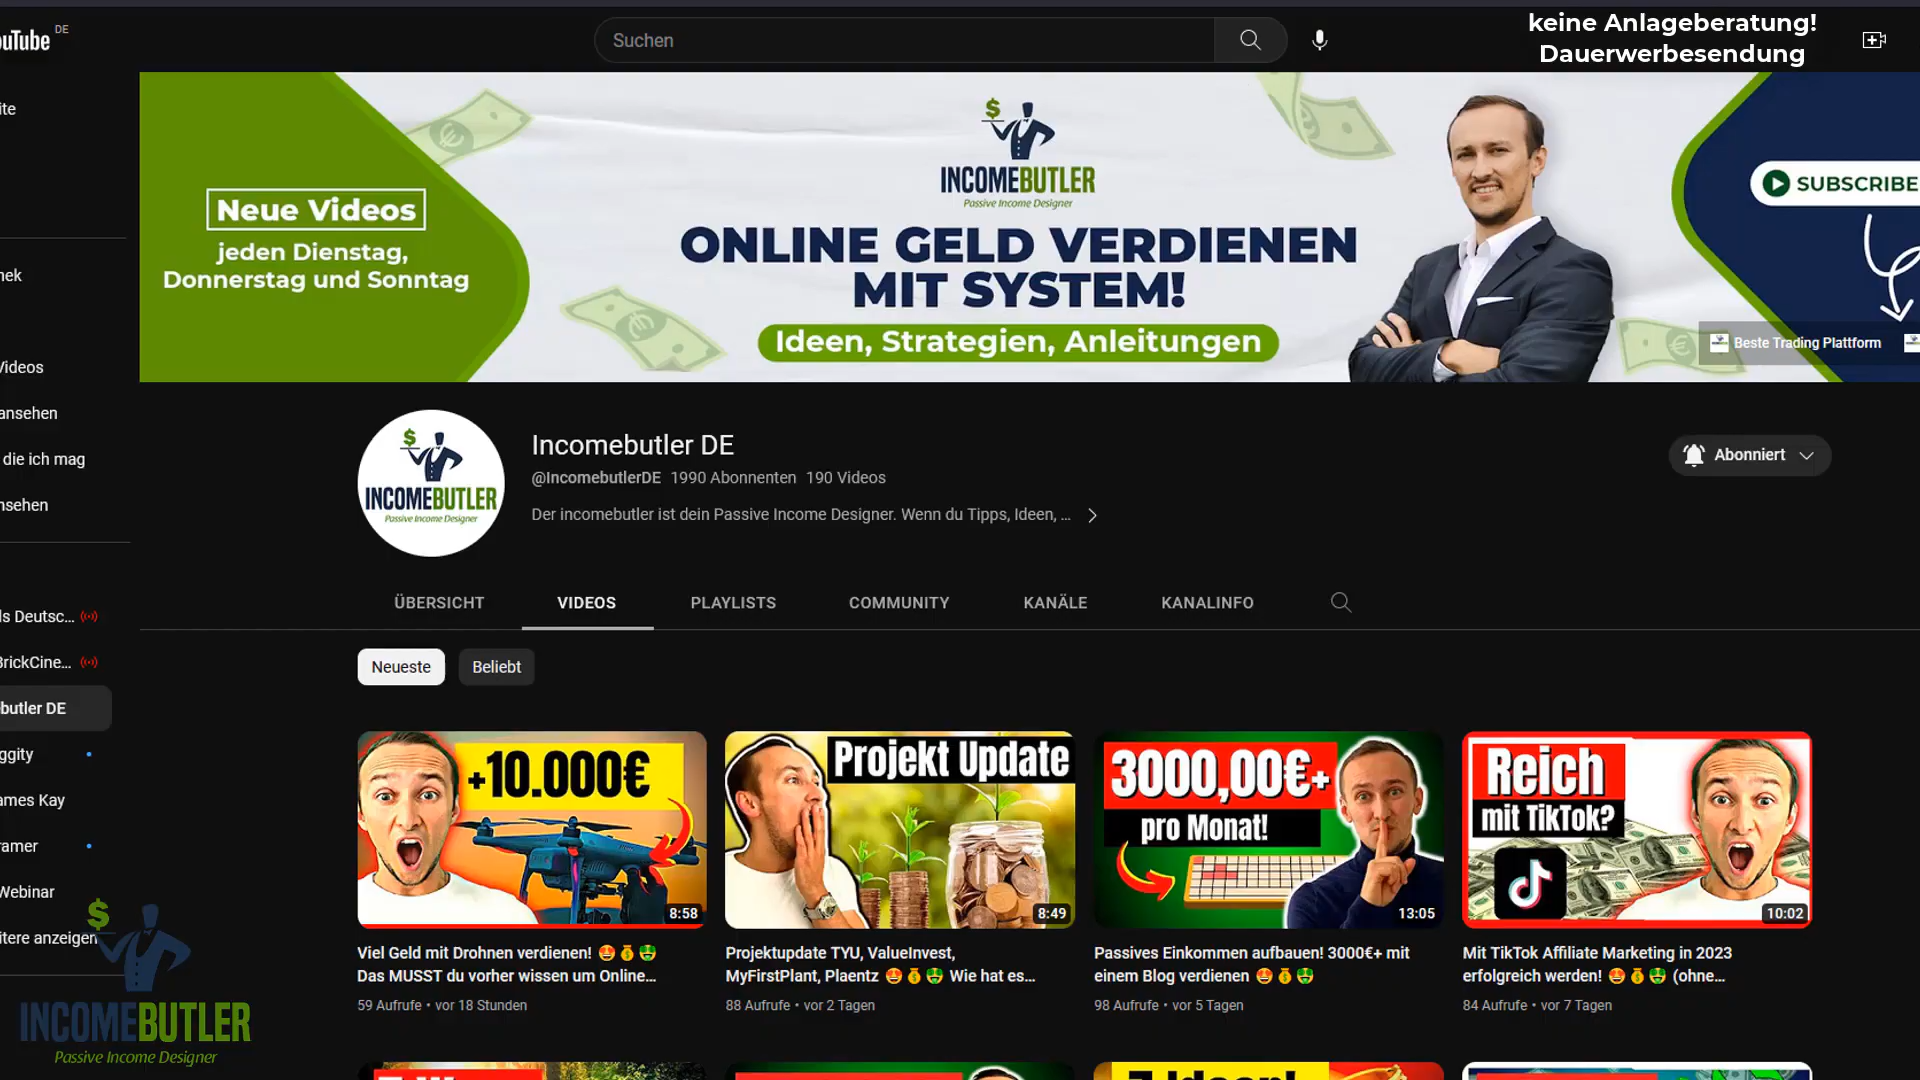 DE
Suchen
keine Anlageberatung!
Dauerwerbesendung
Neue Videos
jeden Dienstag,
Donnerstag und Sonntag
$
INCOMEBUTLER
Passive Income Designer
ONLINE GELD VERDIENEN
MIT SYSTEM!
Ideen, Strategien, Anleitungen
SUBSCRIBE
Beste Trading Plattform
Videos
ansehen
die ich mag
nsehen
ls Deutsc...
BrickCine...
butler DE
ggity
ames Kay
ramer
Webinar
itere anzeigen
$
INCOMEBUTLER
Passive Income Designer
Incomebutler DE
@IncomebutlerDE 1990 Abonnenten 190 Videos
Der incomebutler ist dein Passive Income Designer. Wenn du Tipps, Ideen, ...
Abonniert
ÜBERSICHT
VIDEOS
PLAYLISTS
COMMUNITY
KANÄLE
KANALINFO
Neueste
Beliebt
+10.000€
8:58
Viel Geld mit Drohnen verdienen! 🤩💰🤑
Das MUSST du vorher wissen um Online...
59 Aufrufe • vor 18 Stunden
Projekt Update
8:49
Projektupdate TYU, ValueInvest,
MyFirstPlant, Plaentz 🤩💰🤑 Wie hat es...
88 Aufrufe • vor 2 Tagen
3000,00€+
pro Monat!
13:05
Passives Einkommen aufbauen! 3000€+ mit
einem Blog verdienen 🤩💰🤑
98 Aufrufe • vor 5 Tagen
Reich
mit TikTok?
10:02
Mit TikTok Affiliate Marketing in 2023
erfolgreich werden! 🤩💰🤑 (ohne...
84 Aufrufe • vor 7 Tagen
$
INCOMEBUTLER
Passive Income Designer